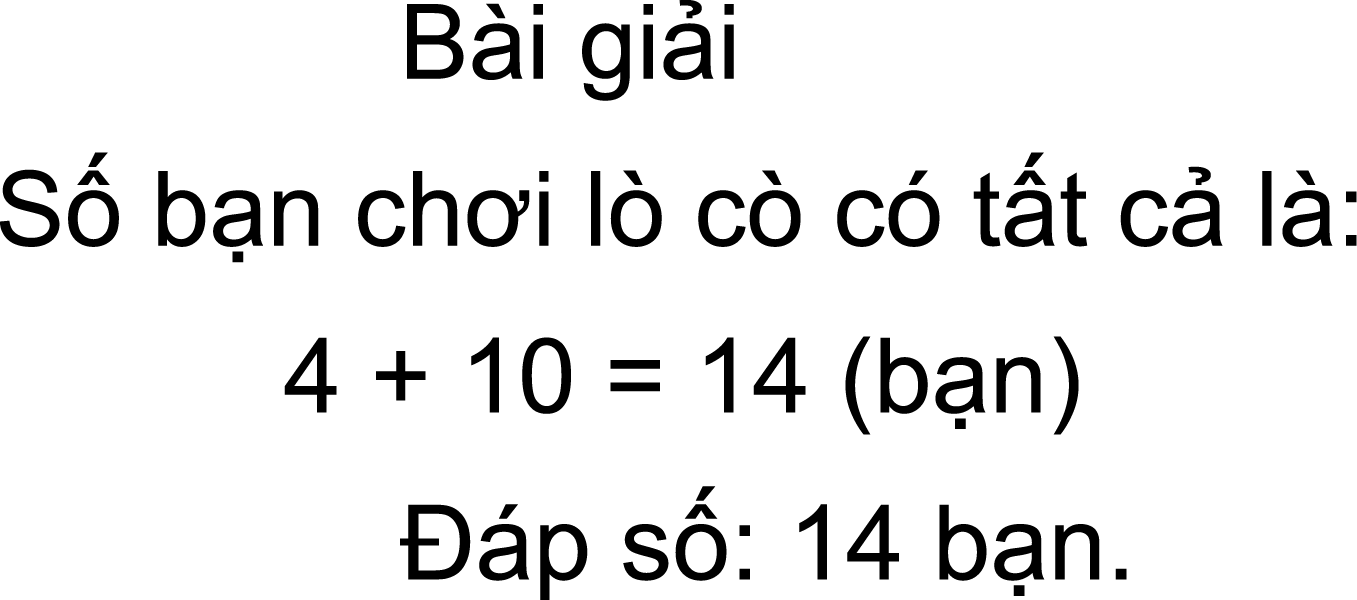 Bài giải
Số bạn chơi lò cò có tất cả là:
4 + 10 = 14 (bạn)
Đáp số: 14 bạn.